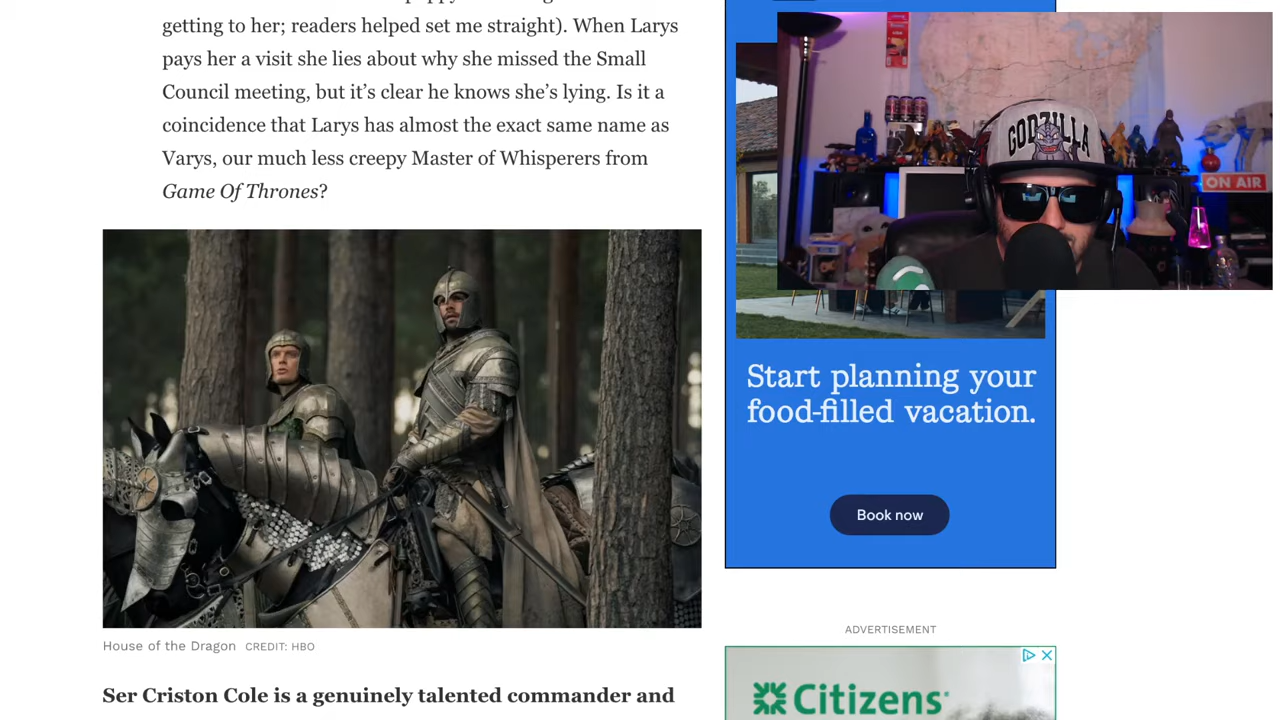 getting to her; readers helped set me straight). When Larys
pays her a visit she lies about why she missed the Small
Council meeting, but it’s clear he knows she’s lying. Is it a
coincidence that Larys has almost the exact same name as
Varys, our much less creepy Master of Whisperers from
Game Of Thrones?
House of the Dragon CREDIT: HBO
Ser Criston Cole is a genuinely talented commander and
GODZILLA
ON AIR
Start planning your
food-filled vacation.
Book now
ADVERTISEMENT
Citizens